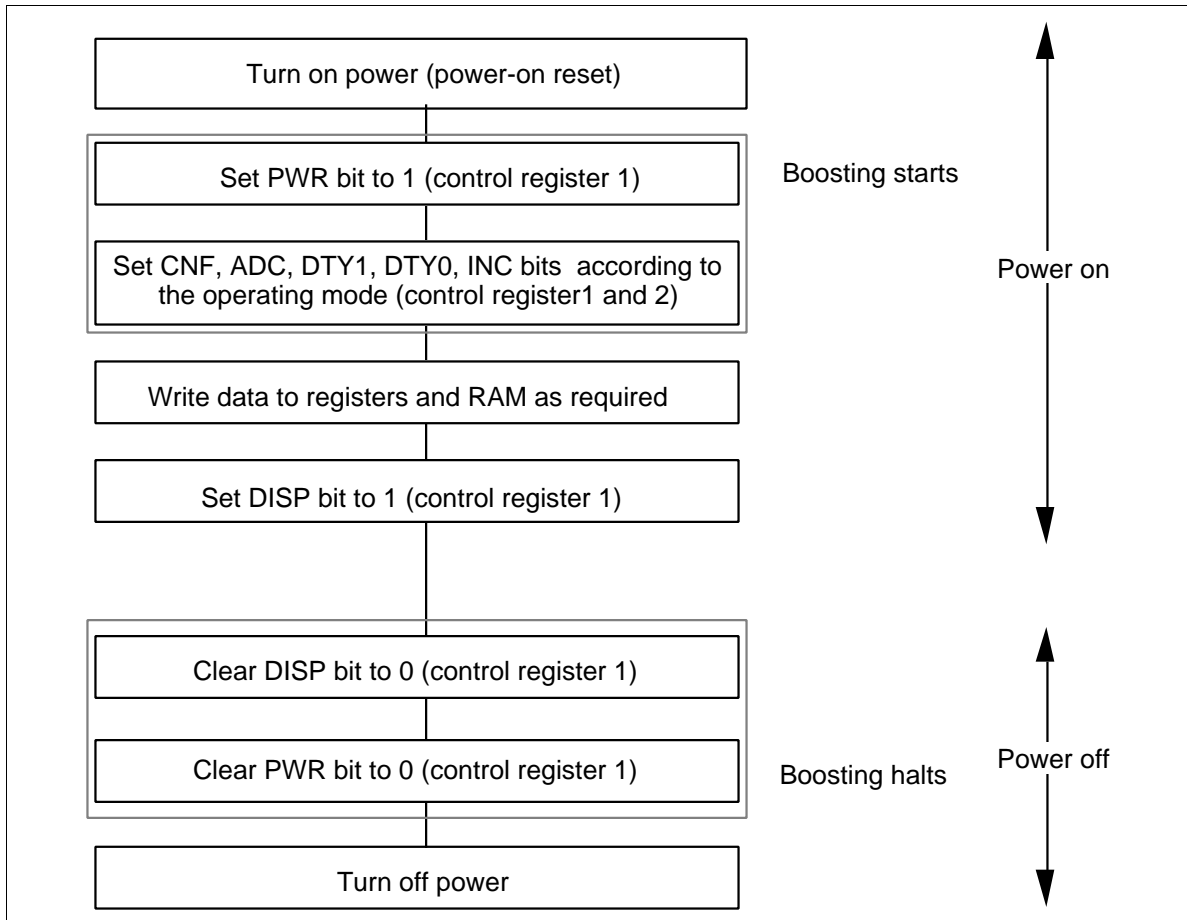 Turn on power (power-on reset)
Set PWR bit to 1 (control register 1)
Boosting starts
Set CNF, ADC, DTY1, DTY0, INC bits according to
the operating mode (control register1 and 2)
Power on
Write data to registers and RAM as required
Set DISP bit to 1 (control register 1)
Clear DISP bit to 0 (control register 1)
Clear PWR bit to 0 (control register 1)
Boosting halts
Power off
Turn off power